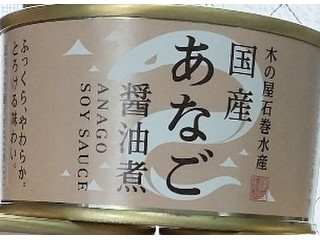 木の屋石巻水産
国産
あなご
醤油煮
ANAGO
SOY SAUCE
ふっくら、やわらか。
とろける味わい。